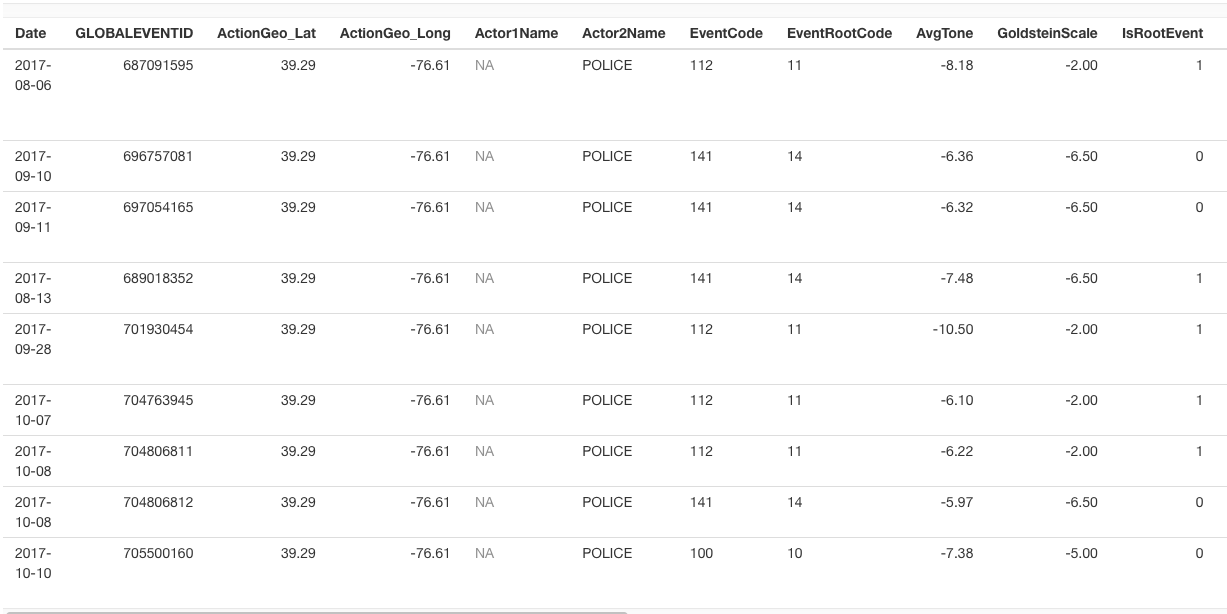 Date GLOBALEVENTID ActionGeo_Lat ActionGeo_Long Actor1Name Actor2Name EventCode EventRootCode AvgTone GoldsteinScale IsRootEvent
2017- 687091595 39.29 -76.61 NA POLICE 112 11 -8.18 -2.00 1
08-06
2017- 696757081 39.29 -76.61 NA POLICE 141 14 -6.36 -6.50 0
09-10
2017- 697054165 39.29 -76.61 NA POLICE 141 14 -6.32 -6.50 0
09-11
2017- 689018352 39.29 -76.61 NA POLICE 141 14 -7.48 -6.50 1
08-13
2017- 701930454 39.29 -76.61 NA POLICE 112 11 -10.50 -2.00 1
09-28
2017- 704763945 39.29 -76.61 NA POLICE 112 11 -6.10 -2.00 1
10-07
2017- 704806811 39.29 -76.61 NA POLICE 112 11 -6.22 -2.00 1
10-08
2017- 704806812 39.29 -76.61 NA POLICE 141 14 -5.97 -6.50 0
10-08
2017- 705500160 39.29 -76.61 NA POLICE 100 10 -7.38 -5.00 0
10-10